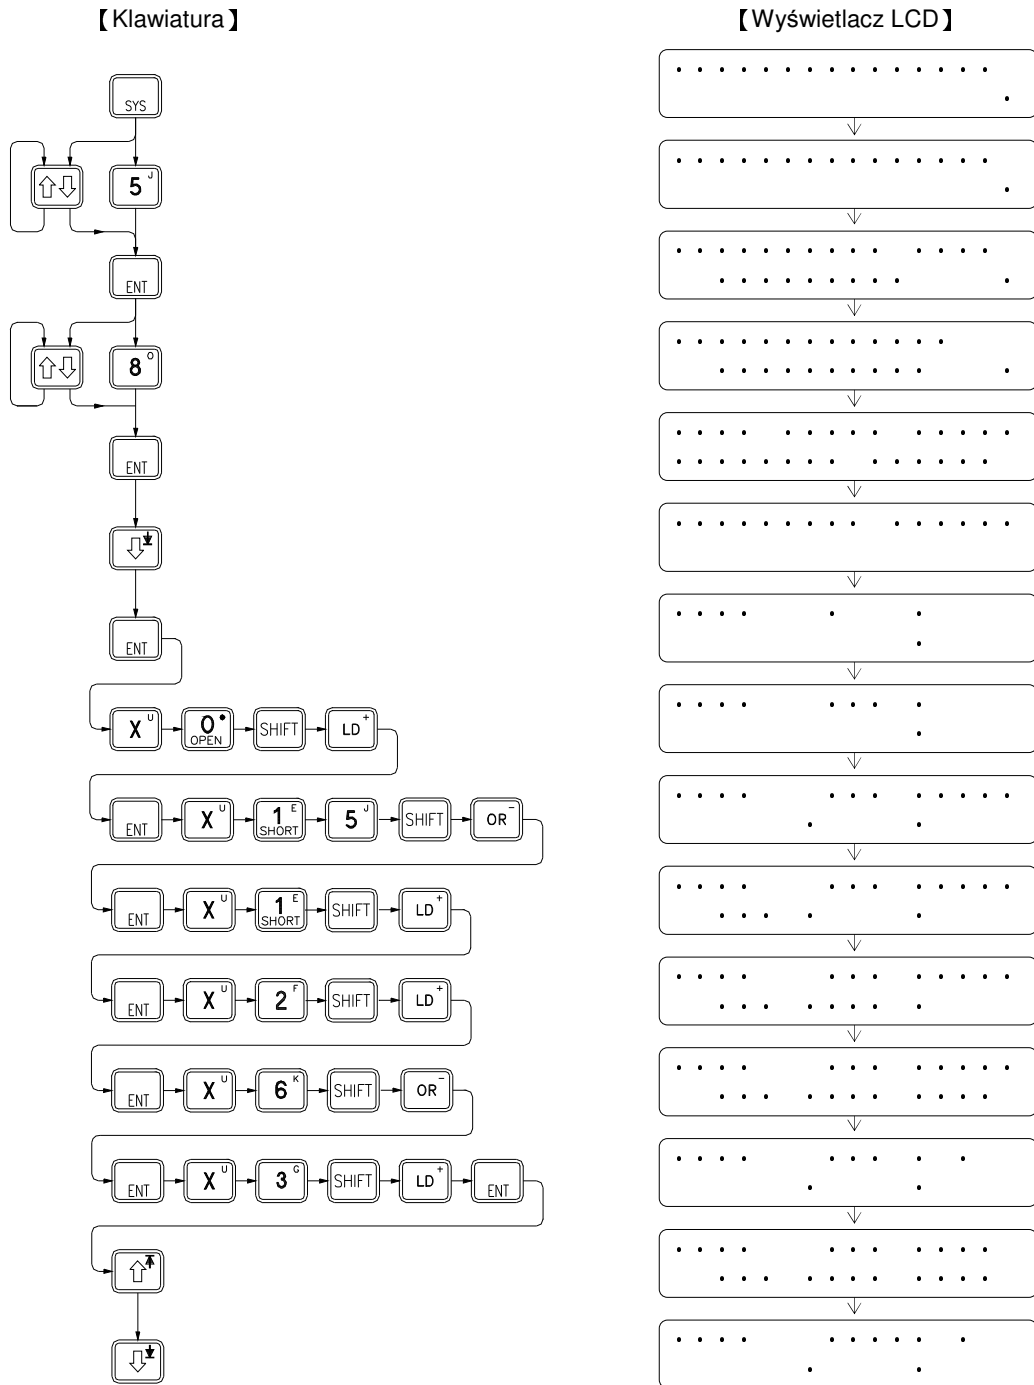 【Klawiatura】
【Wyświetlacz LCD】
SYS
5 J
ENT
8 O
ENT
ENT
X U 0 • OPEN SHIFT LD +
ENT X U 1 E SHORT 5 J SHIFT OR −
ENT X U 1 E SHORT SHIFT LD +
ENT X U 2 F SHIFT LD +
ENT X U 6 K SHIFT OR −
ENT X U 3 G SHIFT LD + ENT